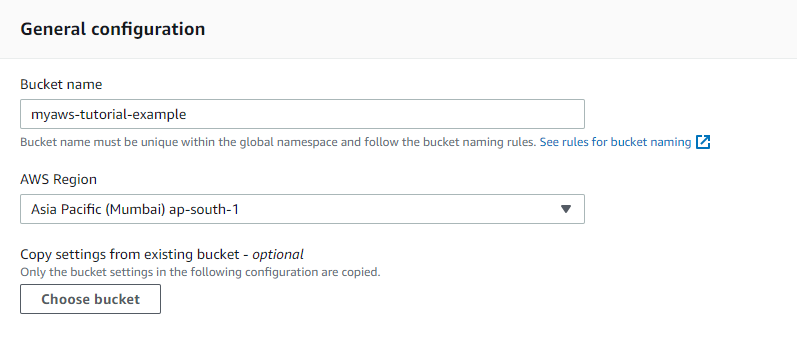 General configuration
Bucket name
myaws-tutorial-example
Bucket name must be unique within the global namespace and follow the bucket naming rules. See rules for bucket naming
AWS Region
Asia Pacific (Mumbai) ap-south-1
Copy settings from existing bucket - optional
Only the bucket settings in the following configuration are copied.
Choose bucket